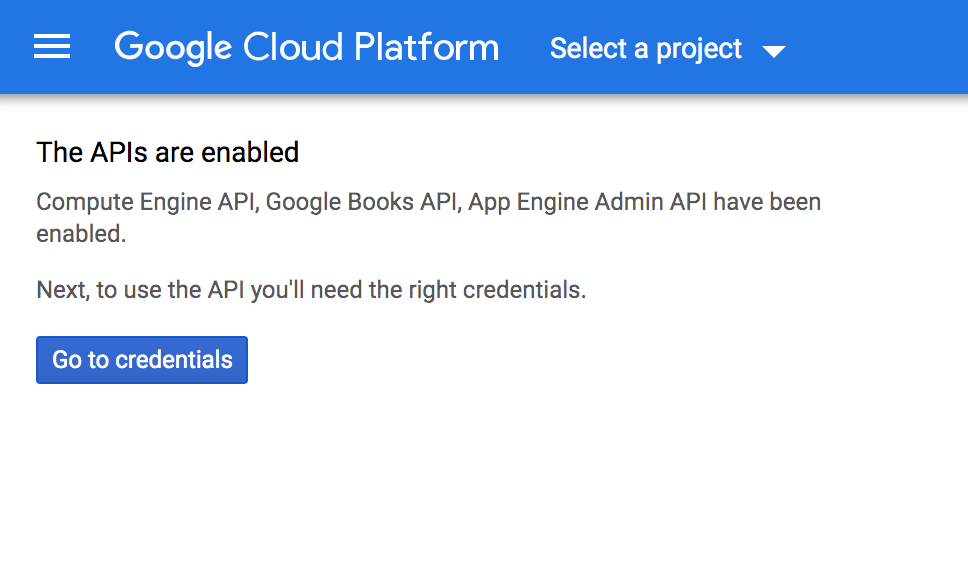 Google Cloud Platform Select a project
The APIs are enabled
Compute Engine API, Google Books API, App Engine Admin API have been
enabled.
Next, to use the API you'll need the right credentials.
Go to credentials